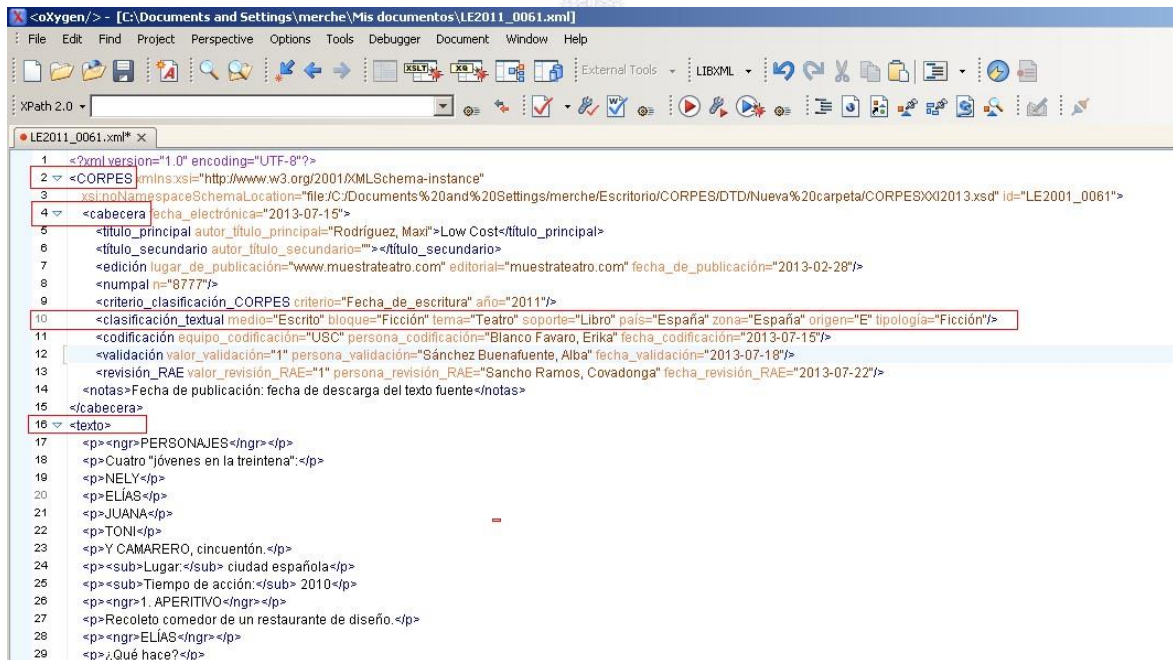 <oXygen/> - [C:\Documents and Settings\merche\Mis documentos\LE2011_0061.xml]
File Edit Find Project Perspective Options Tools Debugger Document Window Help
External Tools LIBXML
XPath 2.0
LE2011_0061.xml*
1 <?xml version="1.0" encoding="UTF-8"?>
2 <CORPES xmlns:xsi="http://www.w3.org/2001/XMLSchema-instance"
3 xsi:noNamespaceSchemaLocation="file:/C:/Documents%20and%20Settings/merche/Escritorio/CORPES/DTD/Nueva%20carpeta/CORPESXXI2013.xsd" id="LE2001_0061">
4 <cabecera fecha_electrónica="2013-07-15">
5 <título_principal autor_título_principal="Rodríguez, Maxi">Low Cost</título_principal>
6 <título_secundario autor_título_secundario=""></título_secundario>
7 <edición lugar_de_publicación="www.muestrateatro.com" editorial="muestrateatro.com" fecha_de_publicación="2013-02-28"/>
8 <numpal n="8777"/>
9 <criterio_clasificación_CORPES criterio="Fecha_de_escritura" año="2011"/>
10 <clasificación_textual medio="Escrito" bloque="Ficción" tema="Teatro" soporte="Libro" país="España" zona="España" origen="E" tipología="Ficción"/>
11 <codificación equipo_codificación="USC" persona_codificación="Blanco Favaro, Erika" fecha_codificación="2013-07-15"/>
12 <validación valor_validación="1" persona_validación="Sánchez Buenafuente, Alba" fecha_validación="2013-07-18"/>
13 <revisión_RAE valor_revisión_RAE="1" persona_revisión_RAE="Sancho Ramos, Covadonga" fecha_revisión_RAE="2013-07-22"/>
14 <notas>Fecha de publicación: fecha de descarga del texto fuente</notas>
15 </cabecera>
16 <texto>
17 <p><ngr>PERSONAJES</ngr></p>
18 <p>Cuatro "jóvenes en la treintena":</p>
19 <p>NELY</p>
20 <p>ELÍAS</p>
21 <p>JUANA</p>
22 <p>TONI</p>
23 <p>Y CAMARERO, cincuentón.</p>
24 <p><sub>Lugar:</sub> ciudad española</p>
25 <p><sub>Tiempo de acción:</sub> 2010</p>
26 <p><ngr>1. APERITIVO</ngr></p>
27 <p>Recoleto comedor de un restaurante de diseño.</p>
28 <p><ngr>ELÍAS</ngr></p>
29 <p>¿Qué hace?</p>